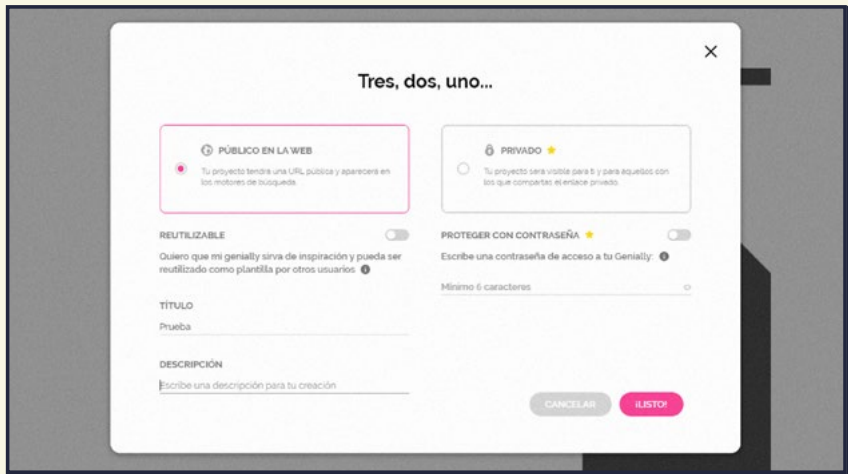 Tres, dos, uno...
PÚBLICO EN LA WEB
Tu proyecto tendrá una URL pública y aparecerá en
los motores de búsqueda.
PRIVADO
Tu proyecto será visible para ti y para aquellos con
los que compartas el enlace privado.
REUTILIZABLE
Quiero que mi genially sirva de inspiración y pueda ser
reutilizado como plantilla por otros usuarios
PROTEGER CON CONTRASEÑA
Escribe una contraseña de acceso a tu Genially:
Mínimo 6 caracteres
TÍTULO
Prueba
DESCRIPCIÓN
Escribe una descripción para tu creación
CANCELAR
¡LISTO!